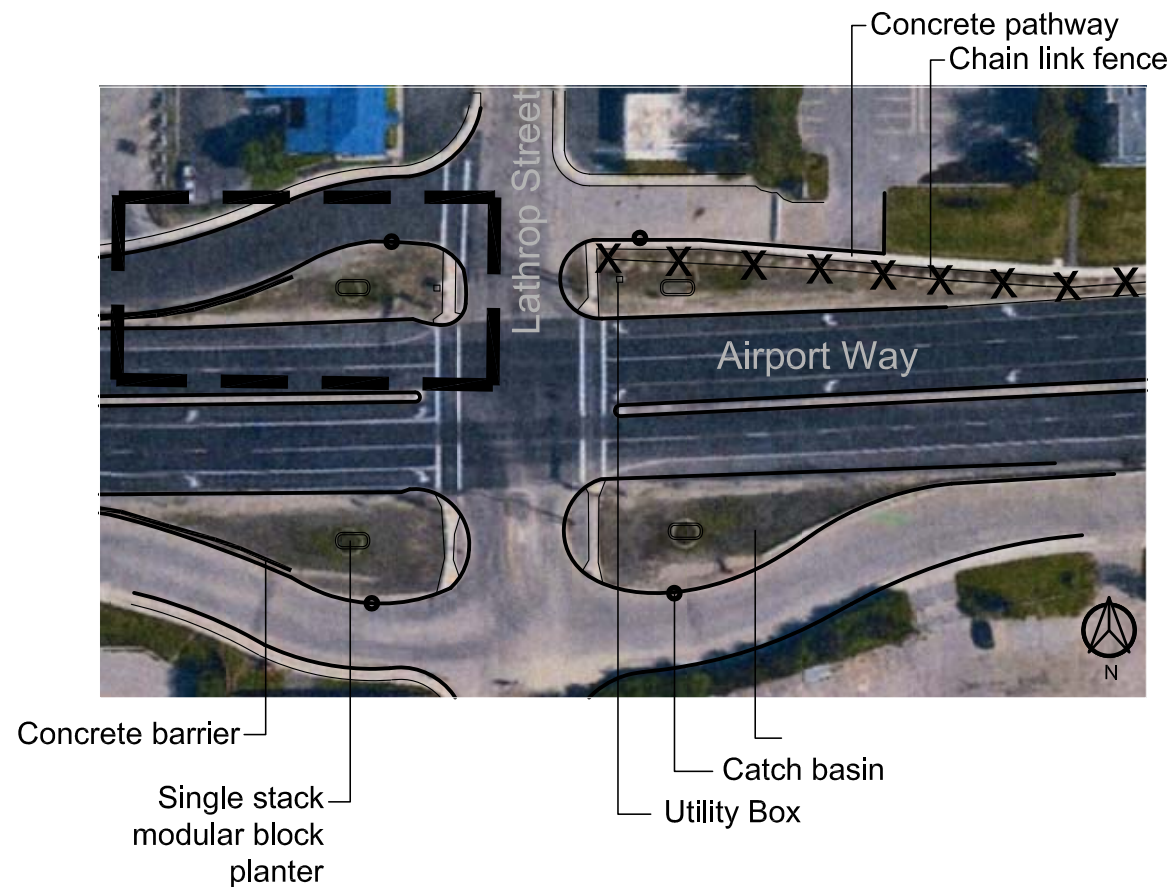 Concrete pathway
Chain link fence
Lathrop Street
Airport Way
N
Concrete barrier
Catch basin
Single stack
modular block
planter
Utility Box